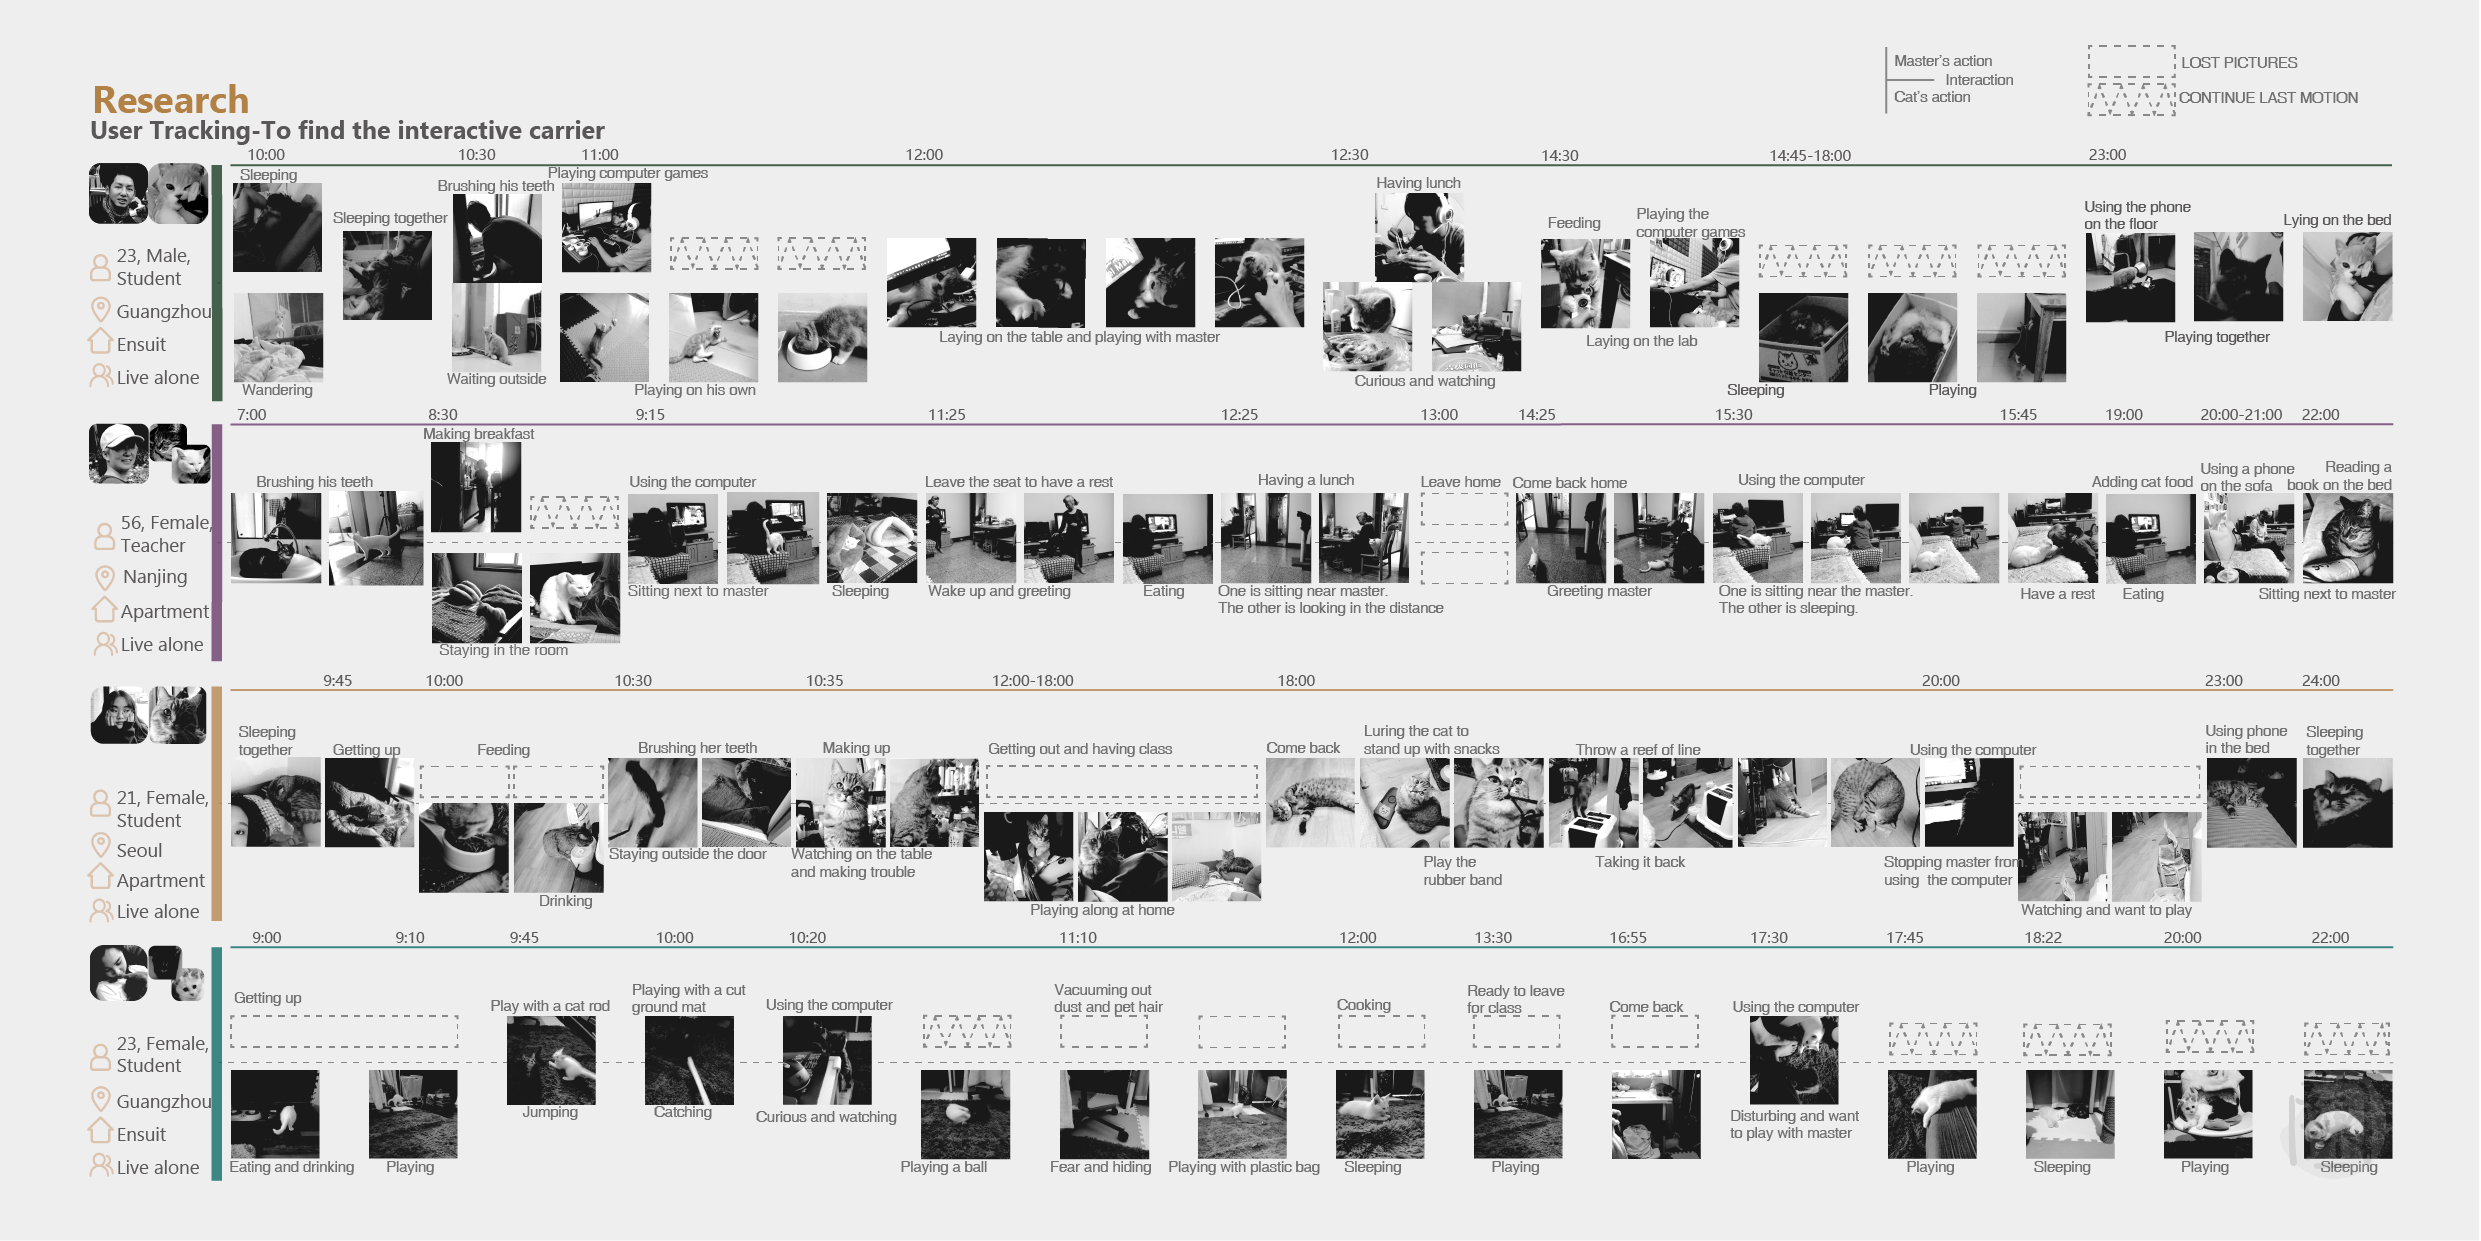 Research
User Tracking-To find the interactive carrier
Master's action
Interaction
Cat's action
LOST PICTURES
CONTINUE LAST MOTION
10:00
10:30
11:00
12:00
12:30
14:30
14:45-18:00
23:00
23, Male,
Student
Guangzhou
Ensuit
Live alone
Sleeping
Sleeping together
Brushing his teeth
Playing computer games
Having lunch
Feeding
Playing the
computer games
Using the phone
on the floor
Lying on the bed
Wandering
Waiting outside
Playing on his own
Laying on the table and playing with master
Curious and watching
Laying on the lab
Sleeping
Playing
Playing together
7:00
8:30
9:15
11:25
12:25
13:00
14:25
15:30
15:45
19:00
20:00-21:00
22:00
56, Female,
Teacher
Nanjing
Apartment
Live alone
Brushing his teeth
Making breakfast
Using the computer
Leave the seat to have a rest
Having a lunch
Leave home
Come back home
Using the computer
Adding cat food
Using a phone
on the sofa
Reading a
book on the bed
Staying in the room
Sitting next to master
Sleeping
Wake up and greeting
Eating
One is sitting near master.
The other is looking in the distance
Greeting master
One is sitting near the master.
The other is sleeping.
Have a rest
Eating
Sitting next to master
9:45
10:00
10:30
10:35
12:00-18:00
18:00
20:00
23:00
24:00
21, Female,
Student
Seoul
Apartment
Live alone
Sleeping
together
Getting up
Feeding
Brushing her teeth
Making up
Getting out and having class
Come back
Luring the cat to
stand up with snacks
Throw a reef of line
Using the computer
Using phone
in the bed
Sleeping
together
Drinking
Staying outside the door
Watching on the table
and making trouble
Playing along at home
Play the
rubber band
Taking it back
Stopping master from
using the computer
Watching and want to play
9:00
9:10
9:45
10:00
10:20
11:10
12:00
13:30
16:55
17:30
17:45
18:22
20:00
22:00
23, Female,
Student
Guangzhou
Ensuit
Live alone
Getting up
Play with a cat rod
Playing with a cut
ground mat
Using the computer
Vacuuming out
dust and pet hair
Cooking
Ready to leave
for class
Come back
Using the computer
Eating and drinking
Playing
Jumping
Catching
Curious and watching
Playing a ball
Fear and hiding
Playing with plastic bag
Sleeping
Playing
Disturbing and want
to play with master
Playing
Sleeping
Playing
Sleeping